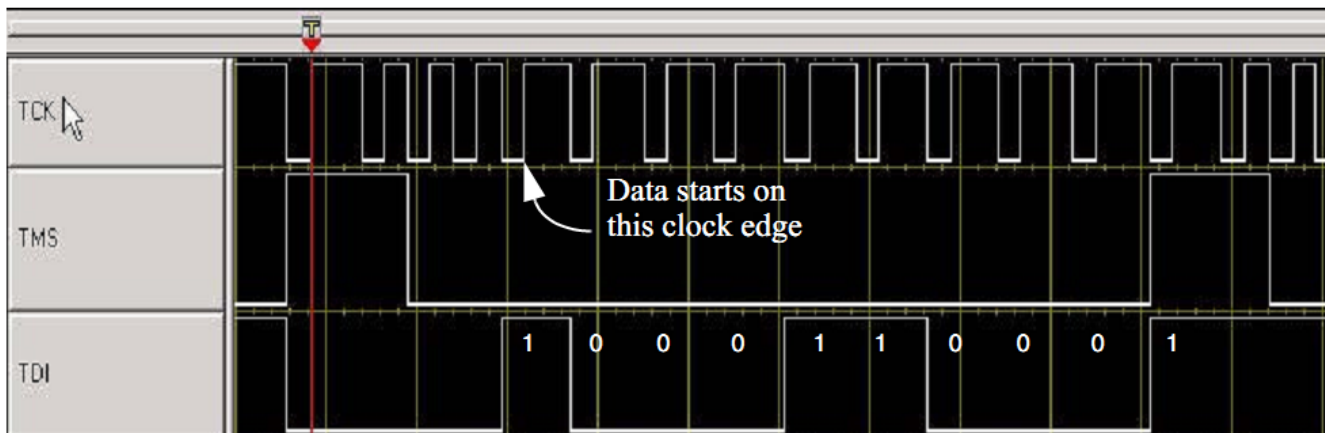 T
TCK
Data starts on
this clock edge
TMS
TDI
1 0 0 0 1 1 0 0 0 1